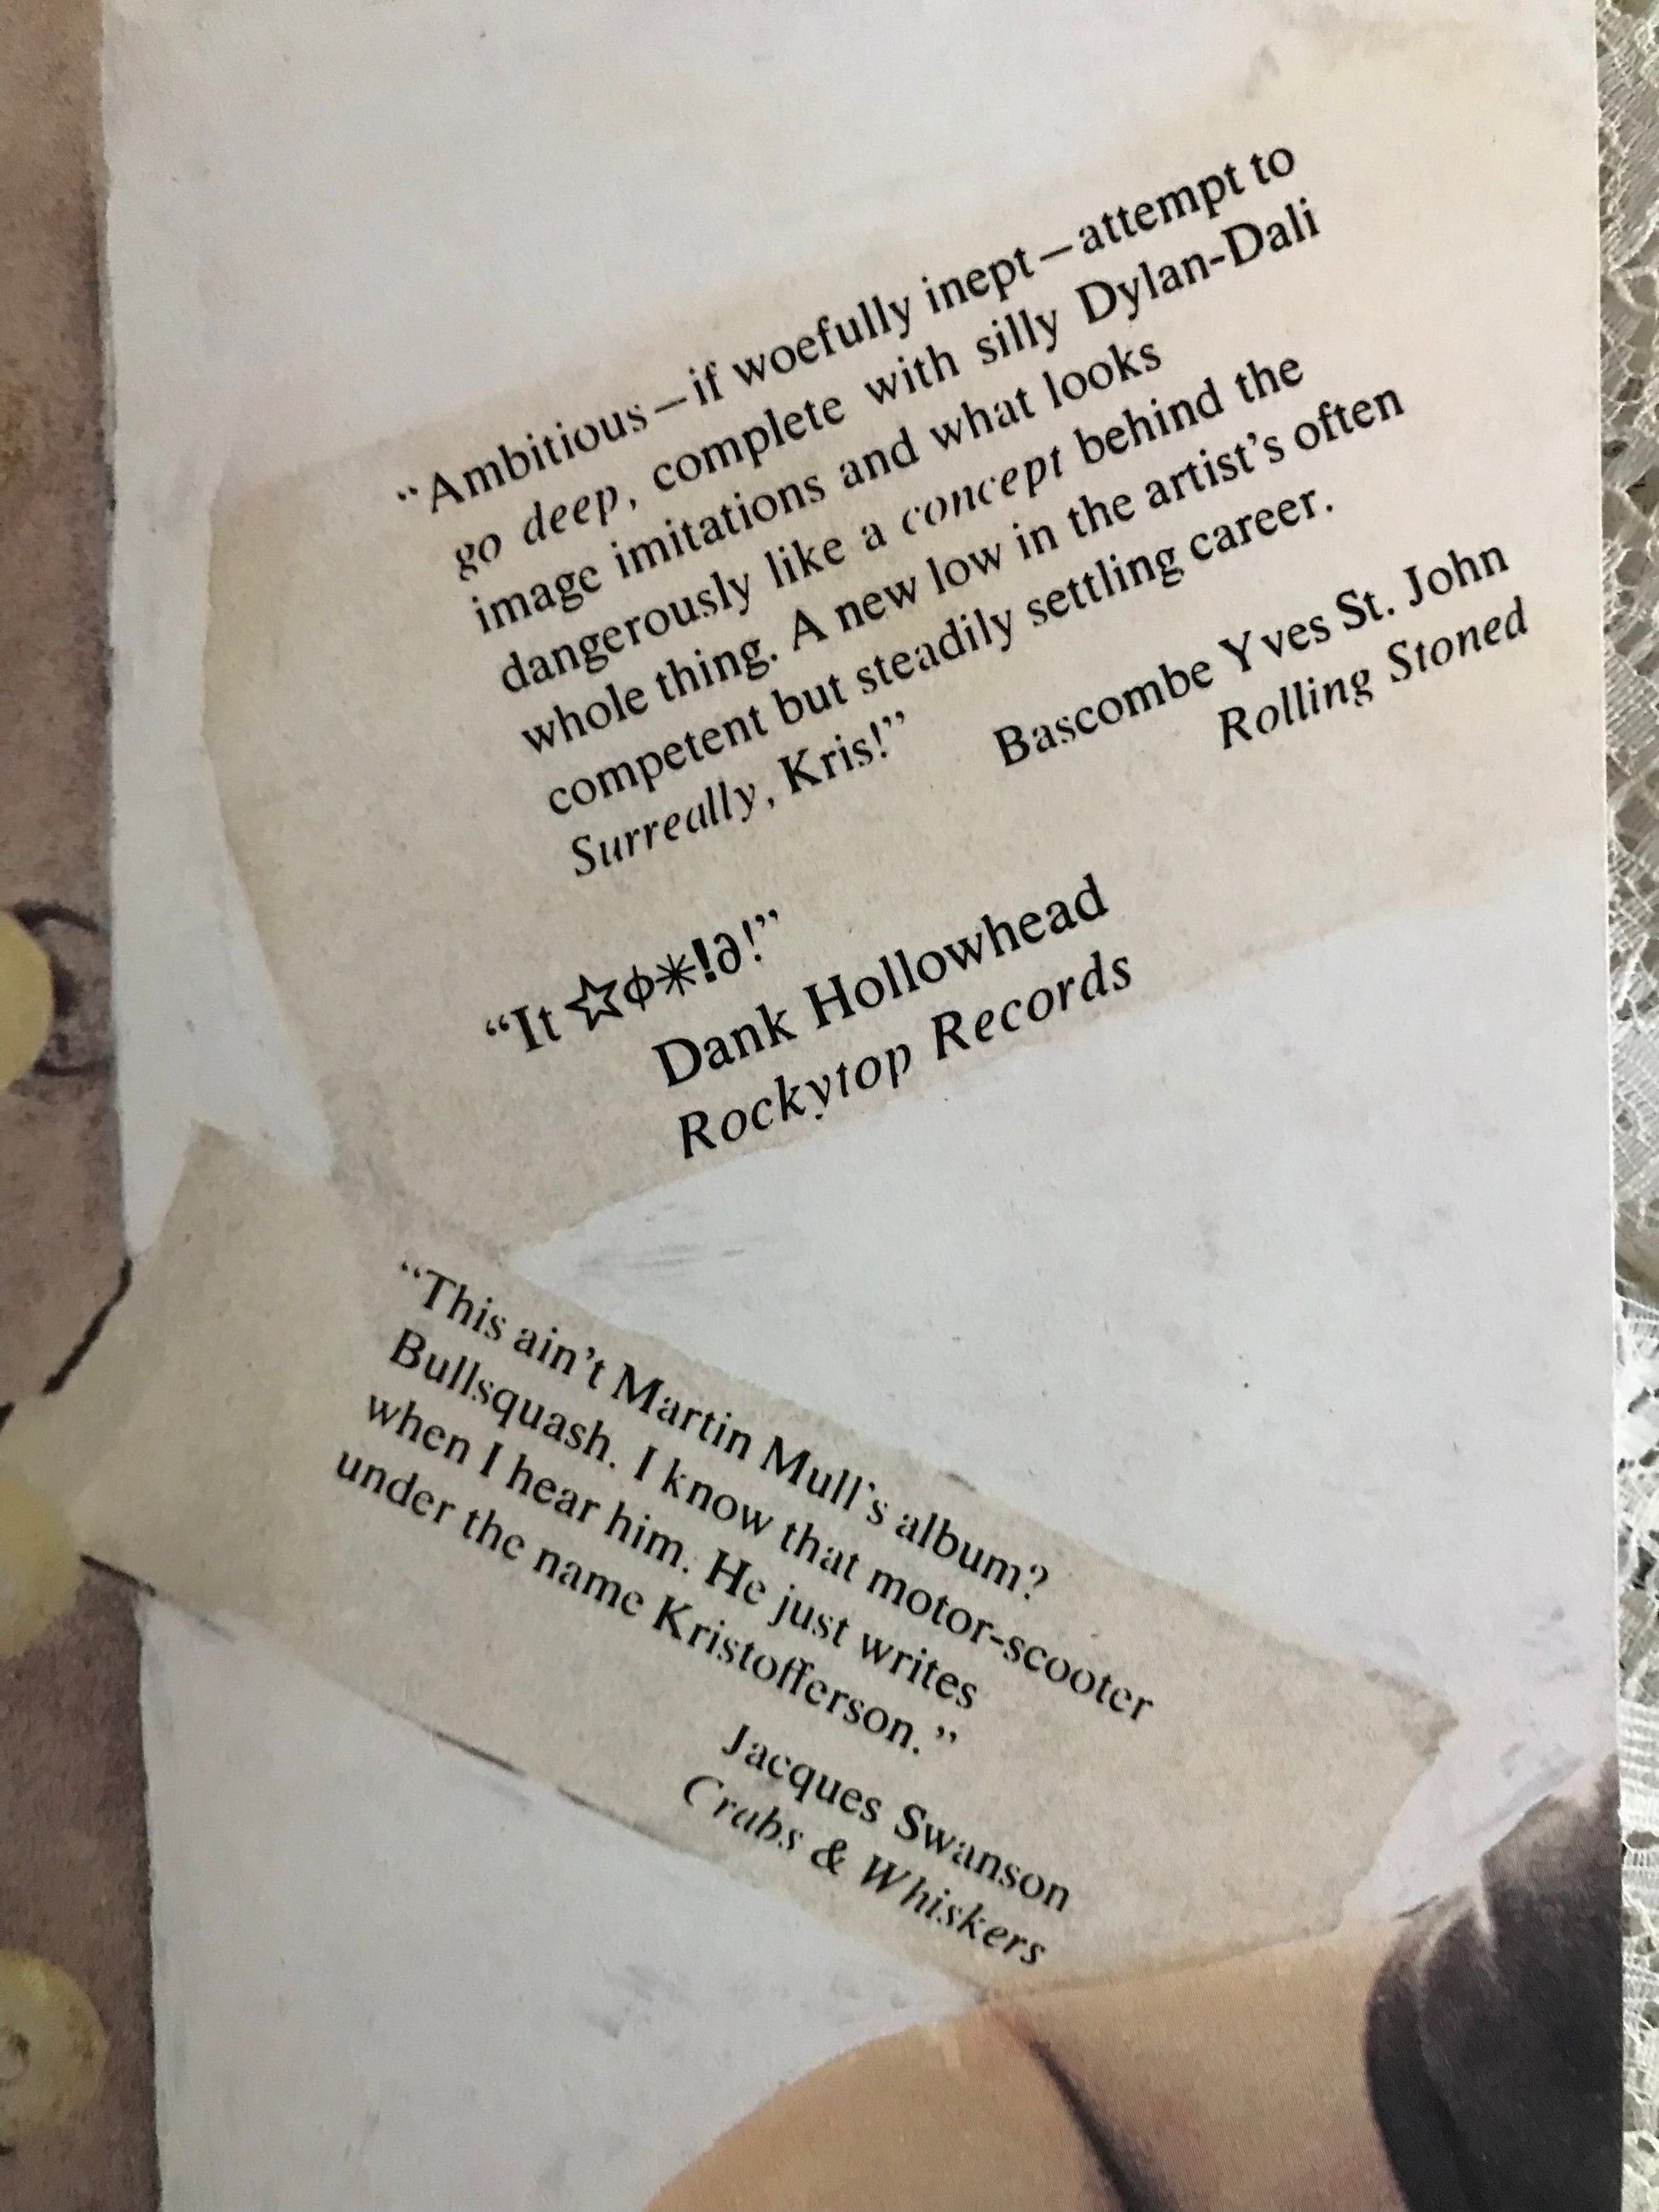 “Ambitious—if woefully inept—attempt to
go deep, complete with silly Dylan-Dali
image imitations and what looks
dangerously like a concept behind the
whole thing. A new low in the artist’s often
competent but steadily settling career.
Surreally, Kris!”
Bascombe Yves St. John
Rolling Stoned
“It ☆φ✳!∂!”
Dank Hollowhead
Rockytop Records
“This ain’t Martin Mull’s album?
Bullsquash. I know that motor-scooter
when I hear him. He just writes
under the name Kristofferson.”
Jacques Swanson
Crabs & Whiskers